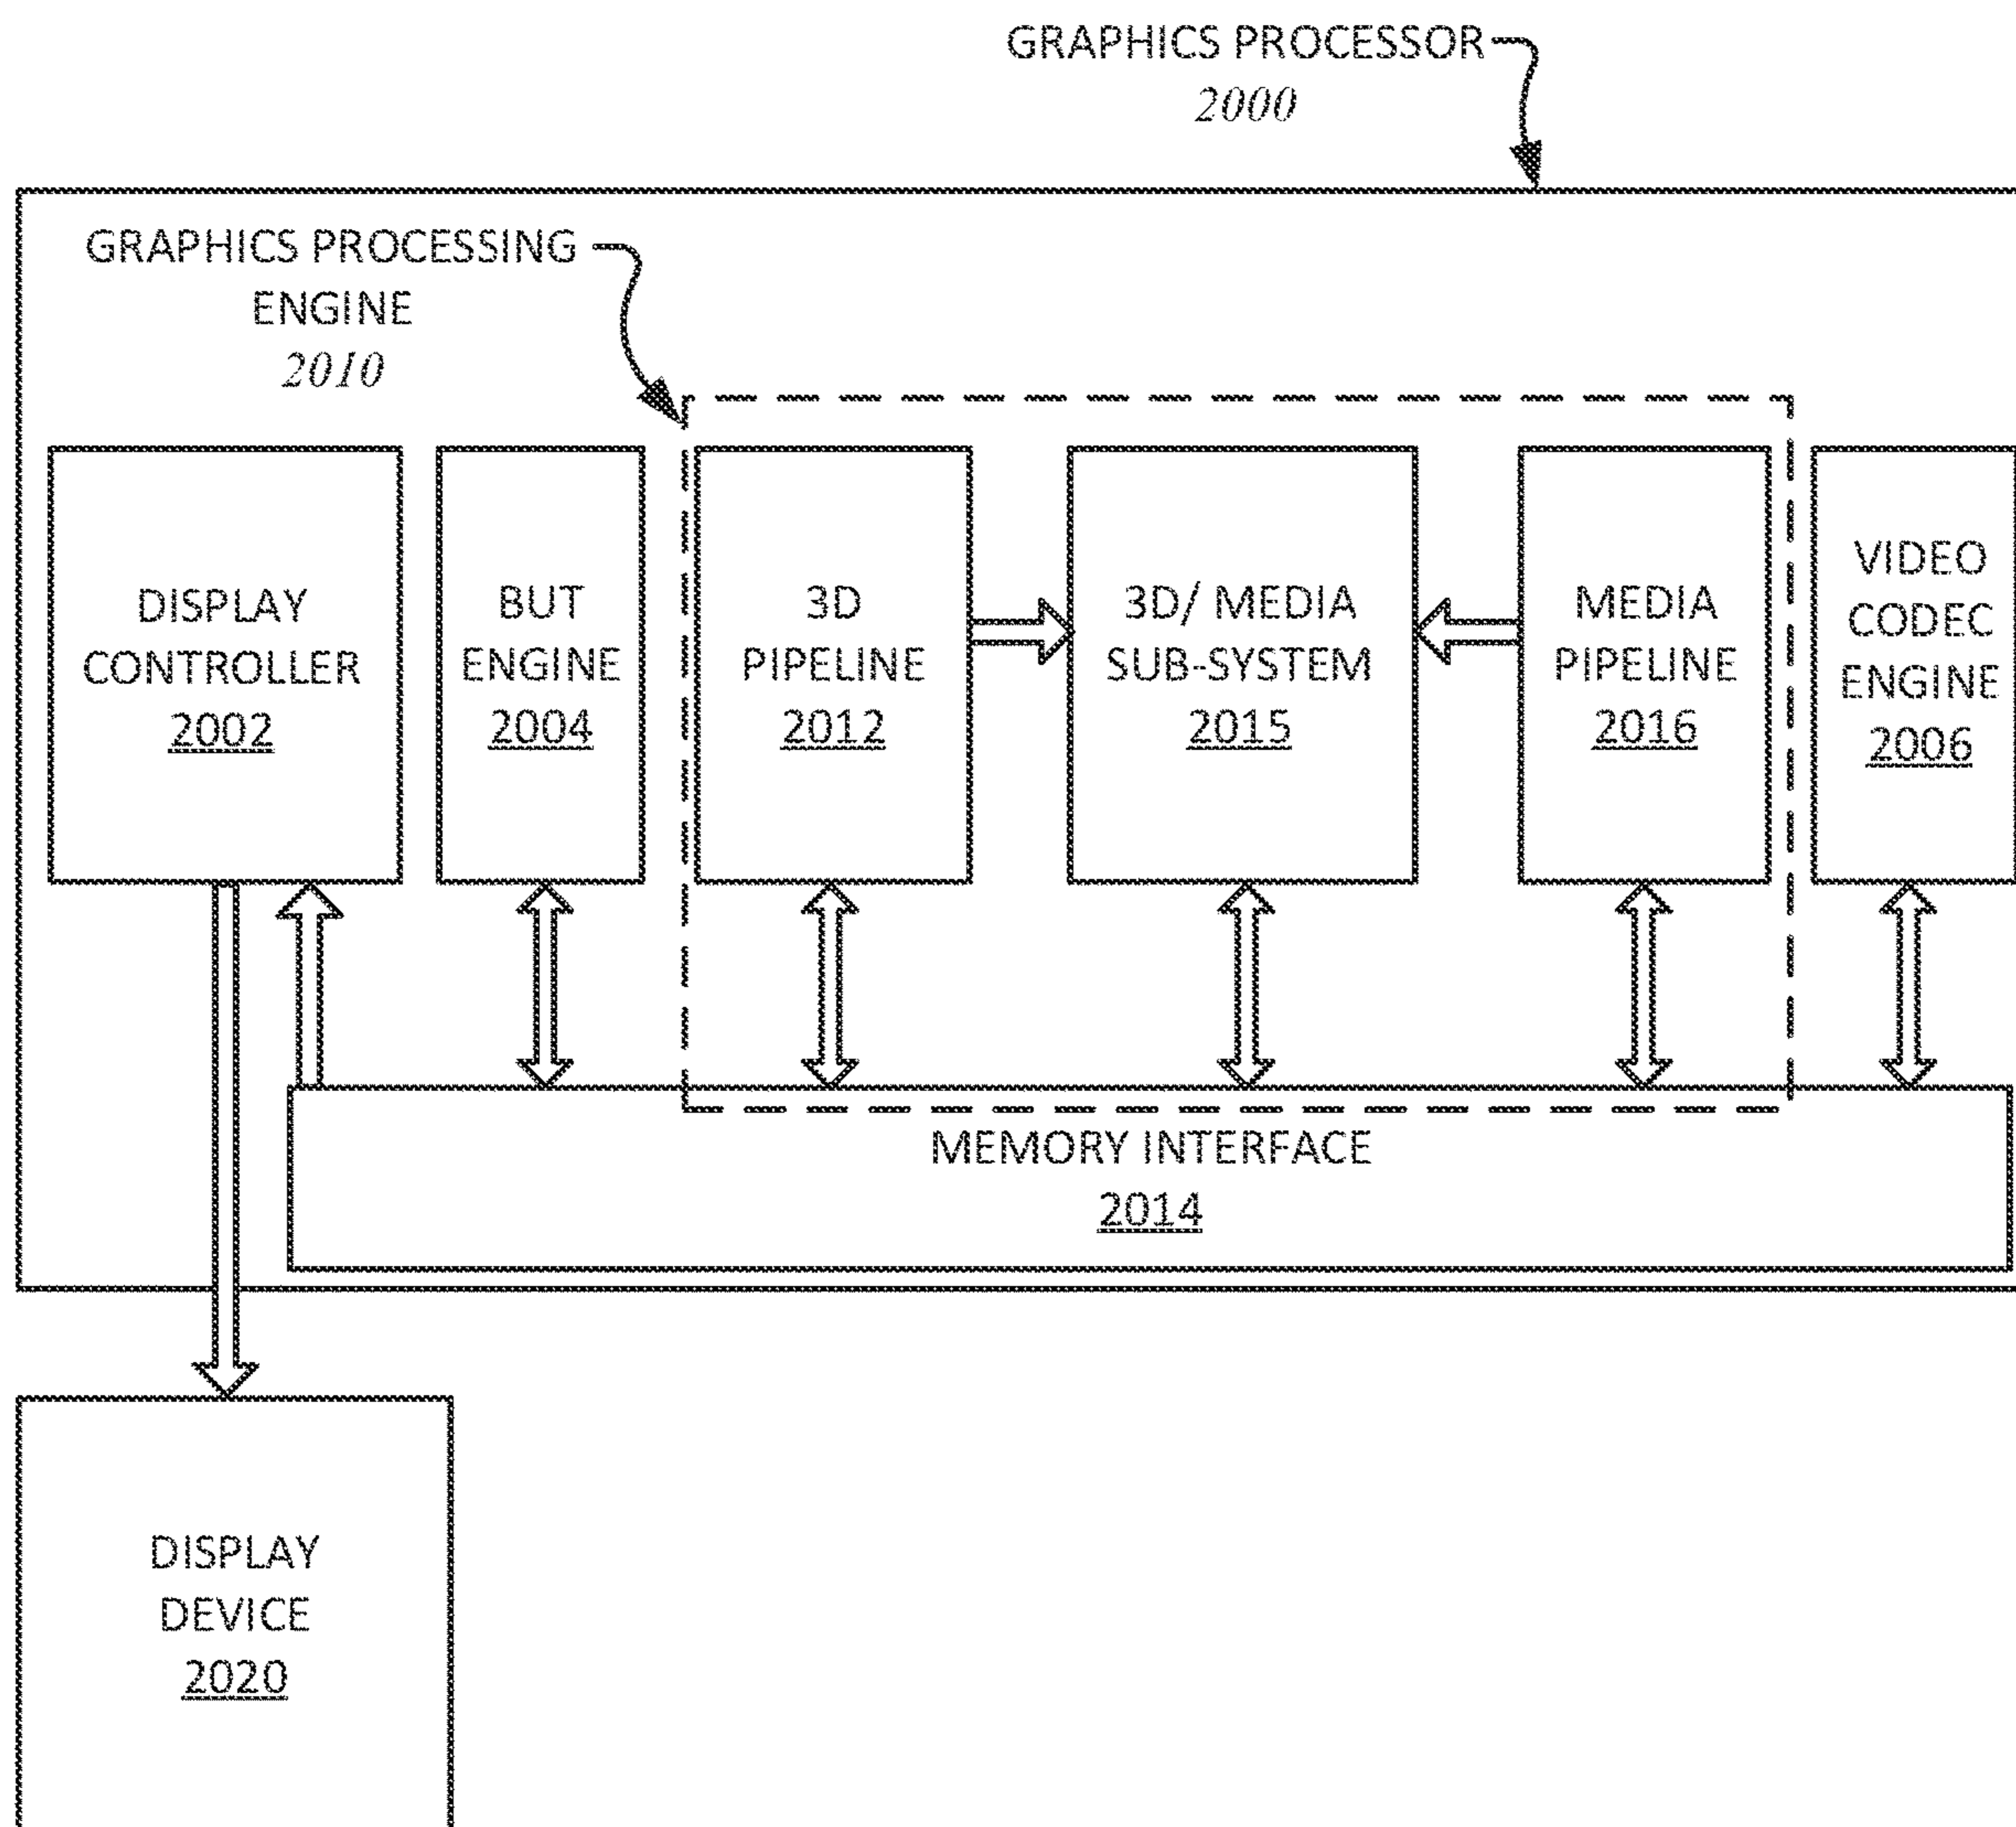 GRAPHICS PROCESSOR
2000
GRAPHICS PROCESSING
ENGINE
2010
DISPLAY
CONTROLLER
2002
BUT
ENGINE
2004
3D
PIPELINE
2012
3D/ MEDIA
SUB-SYSTEM
2015
MEDIA
PIPELINE
2016
VIDEO
CODEC
ENGINE
2006
MEMORY INTERFACE
2014
DISPLAY
DEVICE
2020